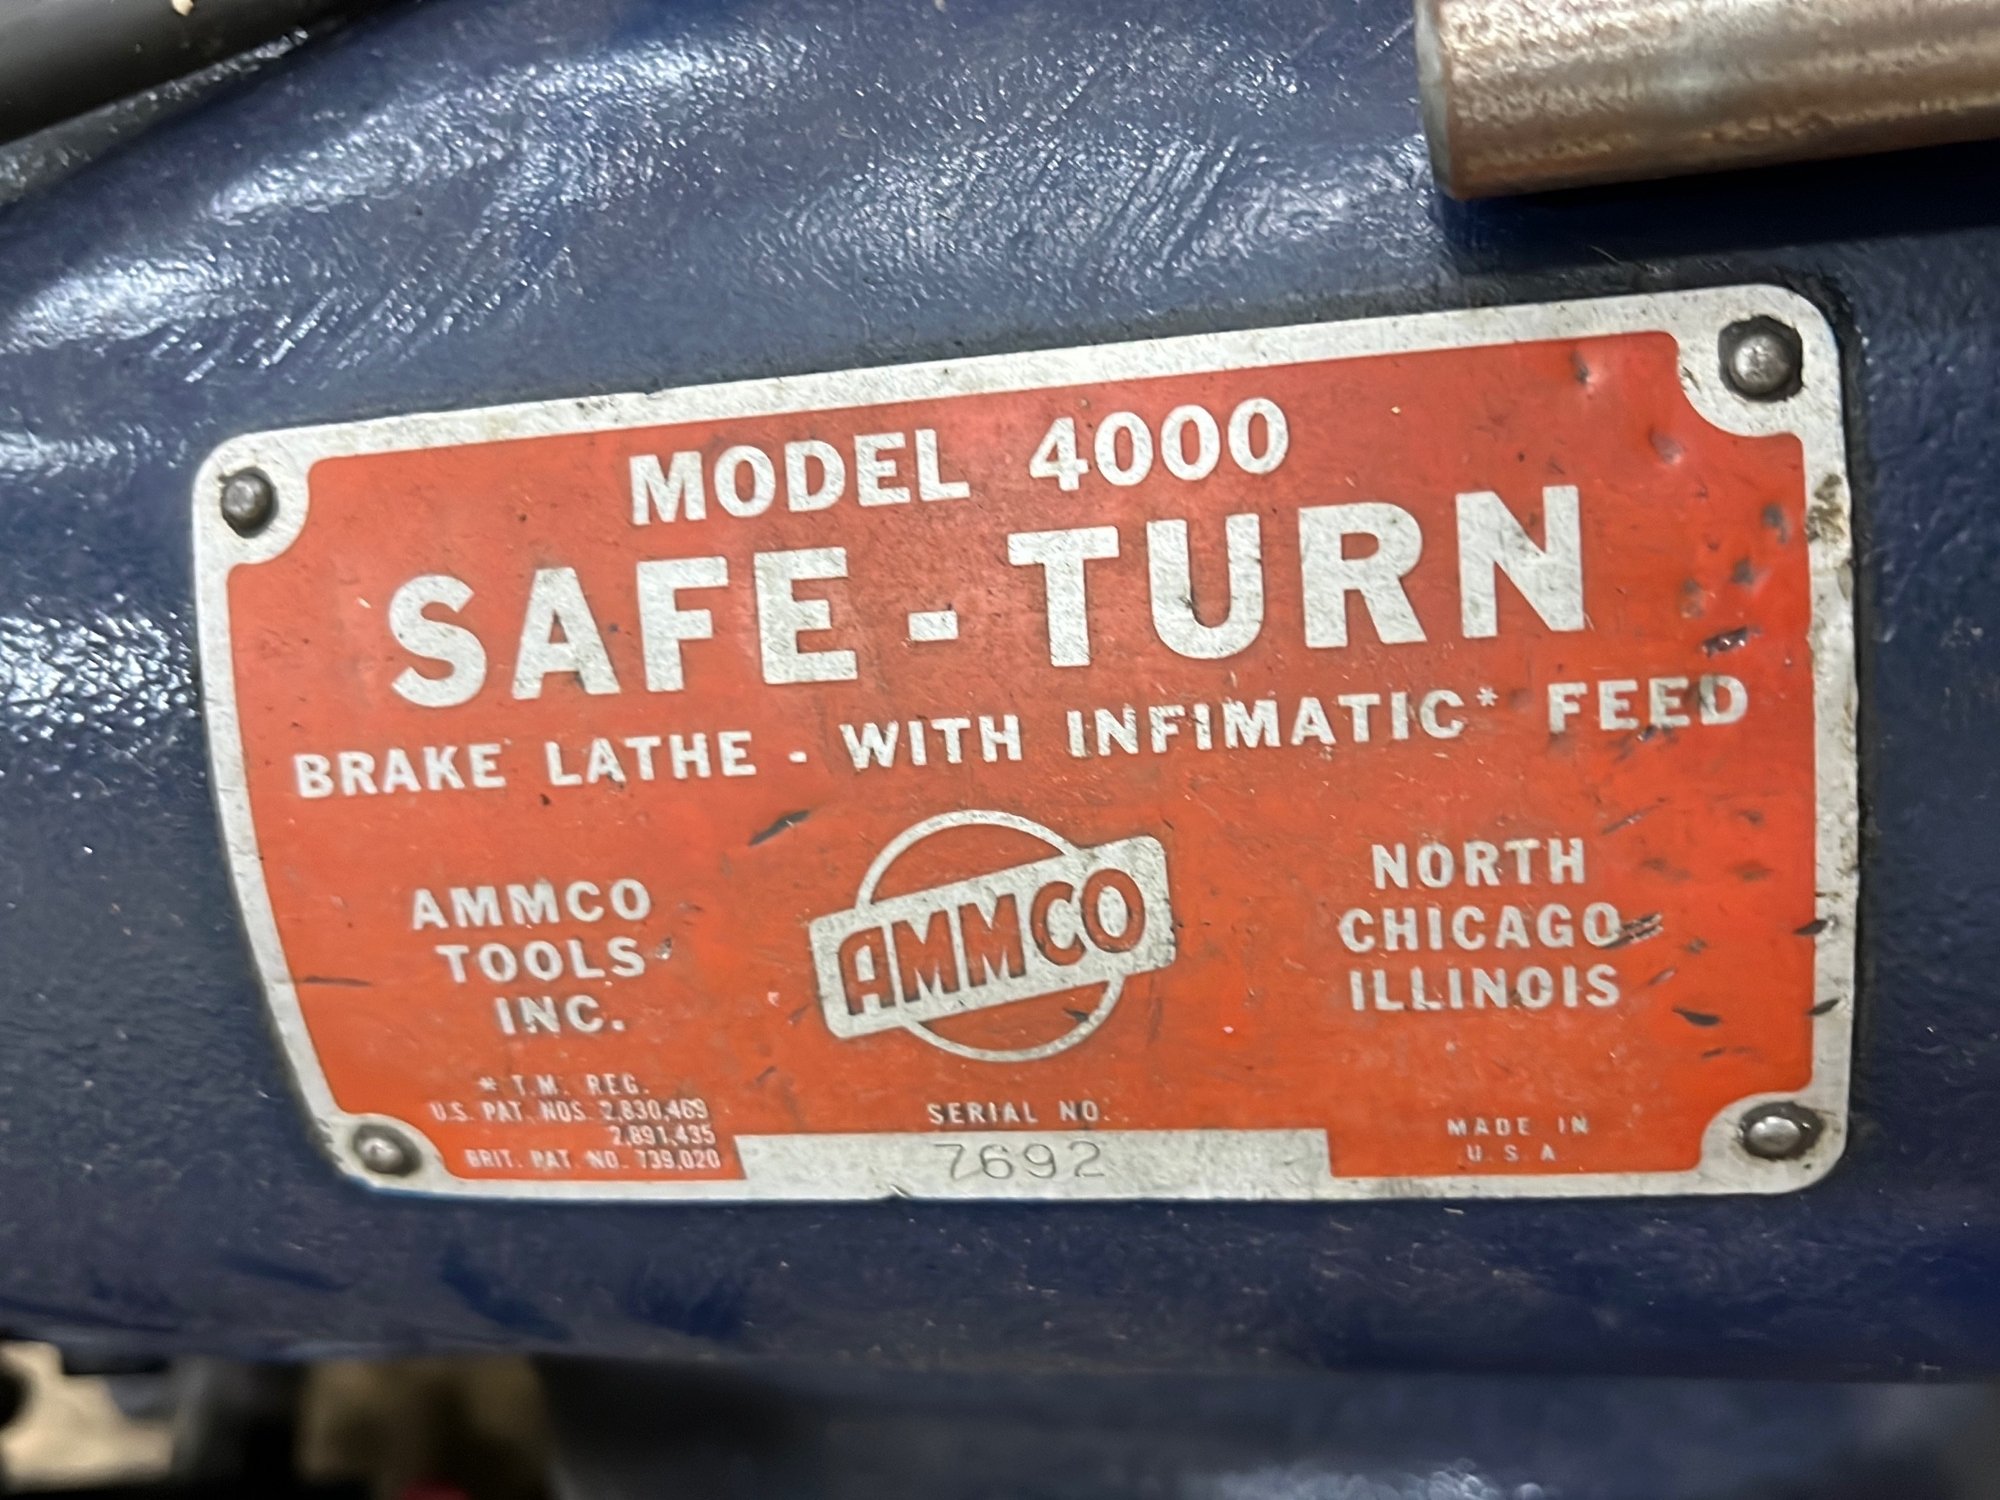 MODEL 4000
SAFE - TURN
BRAKE LATHE - WITH INFIMATIC* FEED
AMMCO
TOOLS
INC.
AMMCO
NORTH
CHICAGO
ILLINOIS
* T.M. REG.
U.S. PAT. NOS. 2,830,469
2,891,435
BRIT. PAT. NO. 739,020
SERIAL NO.
7692
MADE IN
U.S.A.